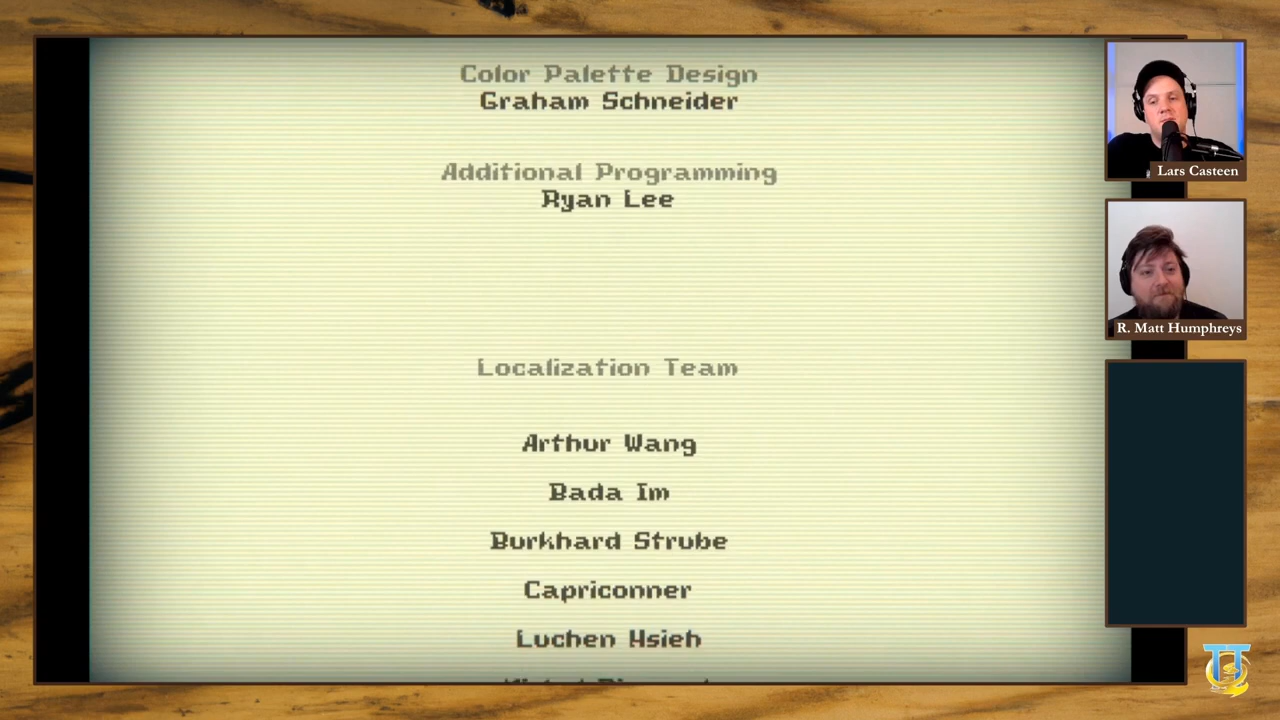 Color Palette Design
Graham Schneider
Additional Programming
Ryan Lee
Localization Team
Arthur Wang
Bada Im
Burkhard Strube
Capriconner
Luchen Hsieh
Lars Casteen
R. Matt Humphreys
TT